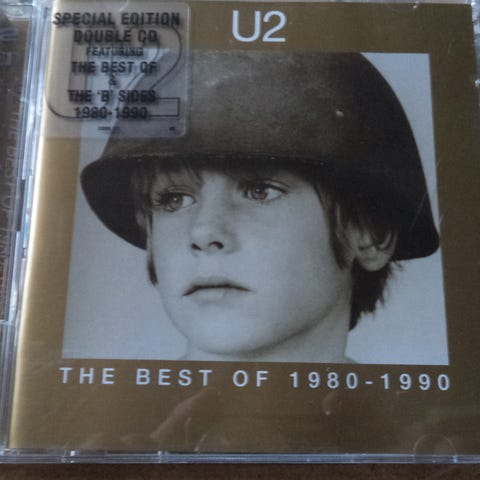 U2
SPECIAL EDITION
DOUBLE CD
FEATURING
THE BEST OF
&
THE 'B' SIDES
1980-1990
THE BEST OF 1980-1990